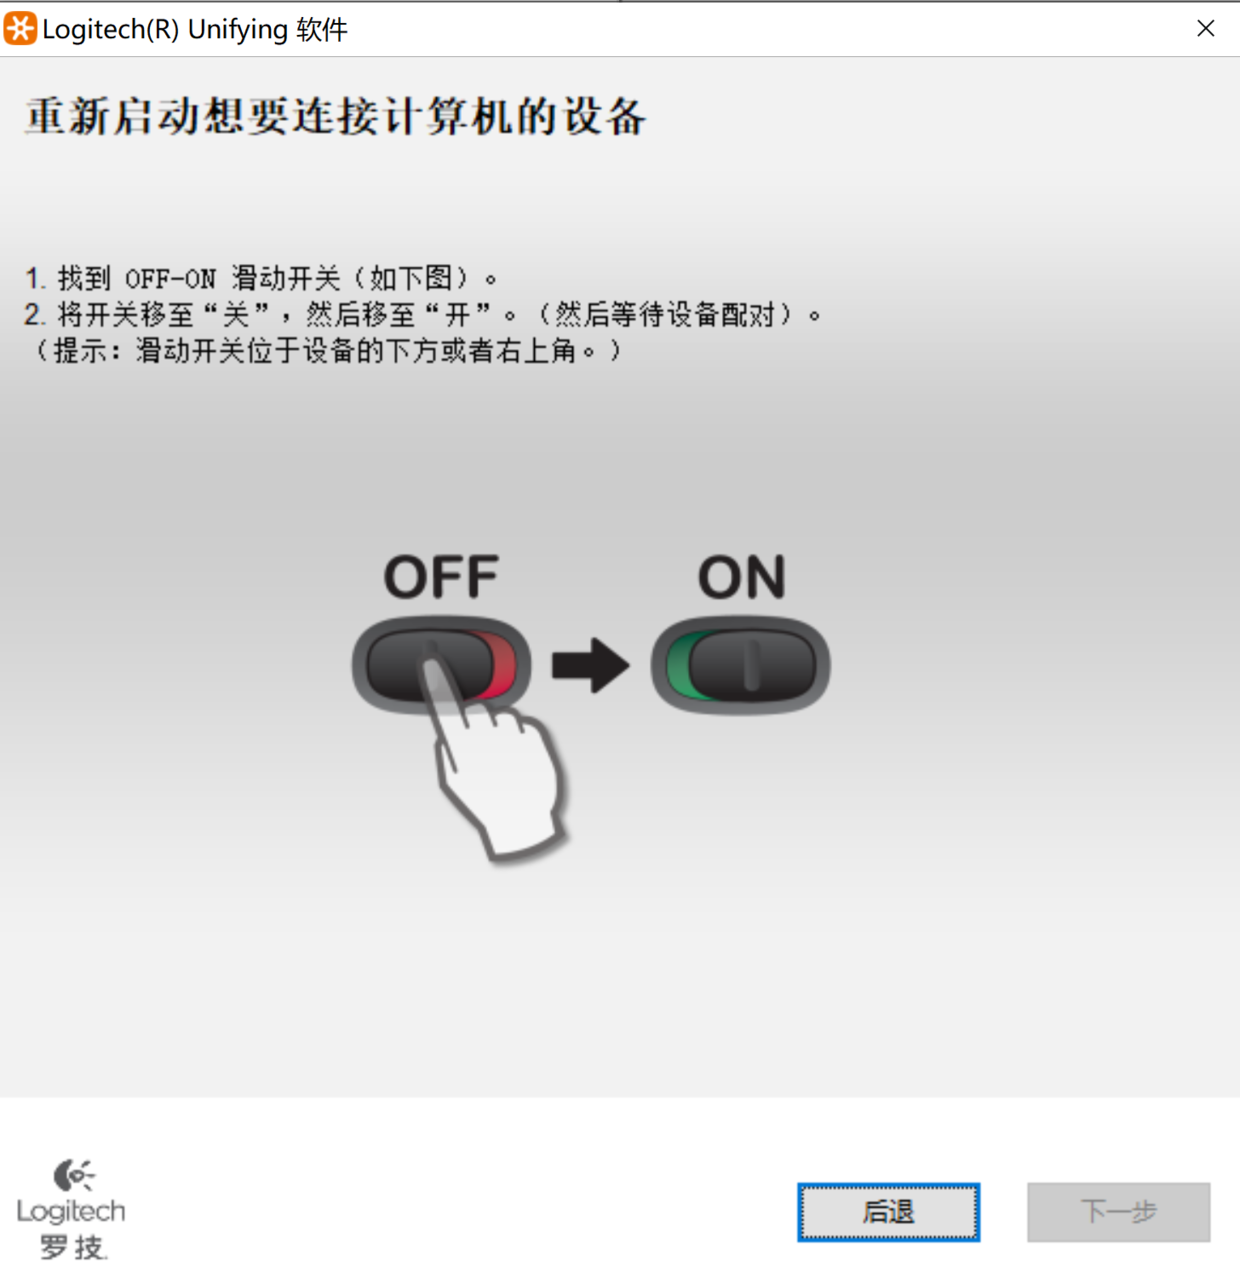 Logitech(R) Unifying 软件
重新启动想要连接计算机的设备
1. 找到 OFF-ON 滑动开关（如下图）。
2. 将开关移至“关”，然后移至“开”。（然后等待设备配对）。
（提示：滑动开关位于设备的下方或者右上角。）
OFF
ON
Logitech
罗技
后退
下一步